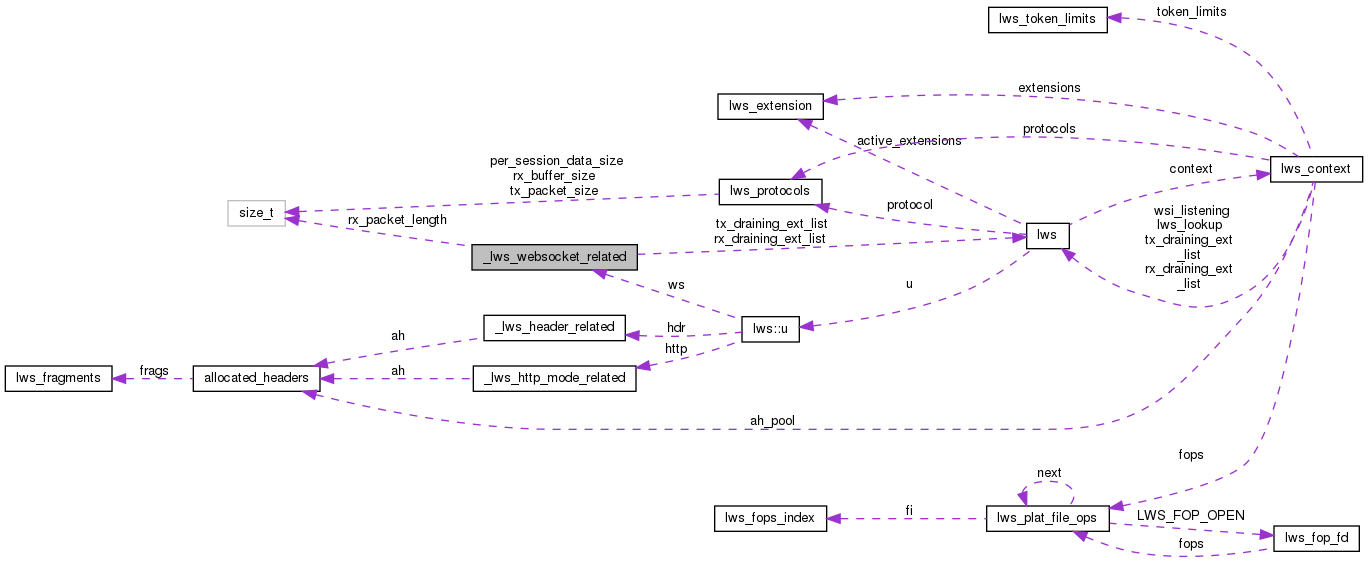 lws_token_limits
token_limits
lws_extension
extensions
active_extensions
protocols
per_session_data_size
rx_buffer_size
tx_packet_size
lws_protocols
context
lws_context
size_t
rx_packet_length
protocol
tx_draining_ext_list
rx_draining_ext_list
lws
wsi_listening
lws_lookup
tx_draining_ext
_list
rx_draining_ext
_list
_lws_websocket_related
ws
u
_lws_header_related
hdr
lws::u
ah
http
lws_fragments
frags
allocated_headers
ah
_lws_http_mode_related
ah_pool
fops
next
lws_fops_index
fi
lws_plat_file_ops
LWS_FOP_OPEN
lws_fop_fd
fops